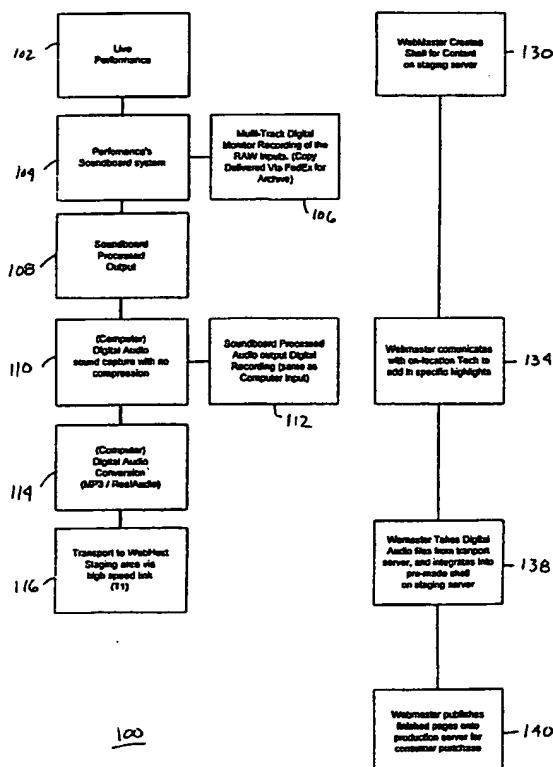 102
Live
Performance
104
Perfomance's
Soundboard system
Multi-Track Digital
Monitor Recording of the
RAW Inputs. (Copy
Delivered Via FedEx for
Archive)
106
108
Soundboard
Processed
Output
110
(Computer)
Digital Audio
sound capture with no
compression
Soundboard Processed
Audio output Digital
Recording (same as
Computer Input)
112
114
(Computer)
Digital Audio
Conversion
(MP3 / RealAudio)
116
Transport to WebHost
Staging area via
high speed link
(T1)
100
WebMaster Creates
Shell for Content
on staging server
130
Webmaster comunicates
with on-location Tech to
add in specific highlights
134
Wemaster Takes Digital
Audio files from tranport
server, and integrates into
pre-made shell
on staging server
138
Webmaster publishes
finished pages onto
production server for
consumer purtchase
140